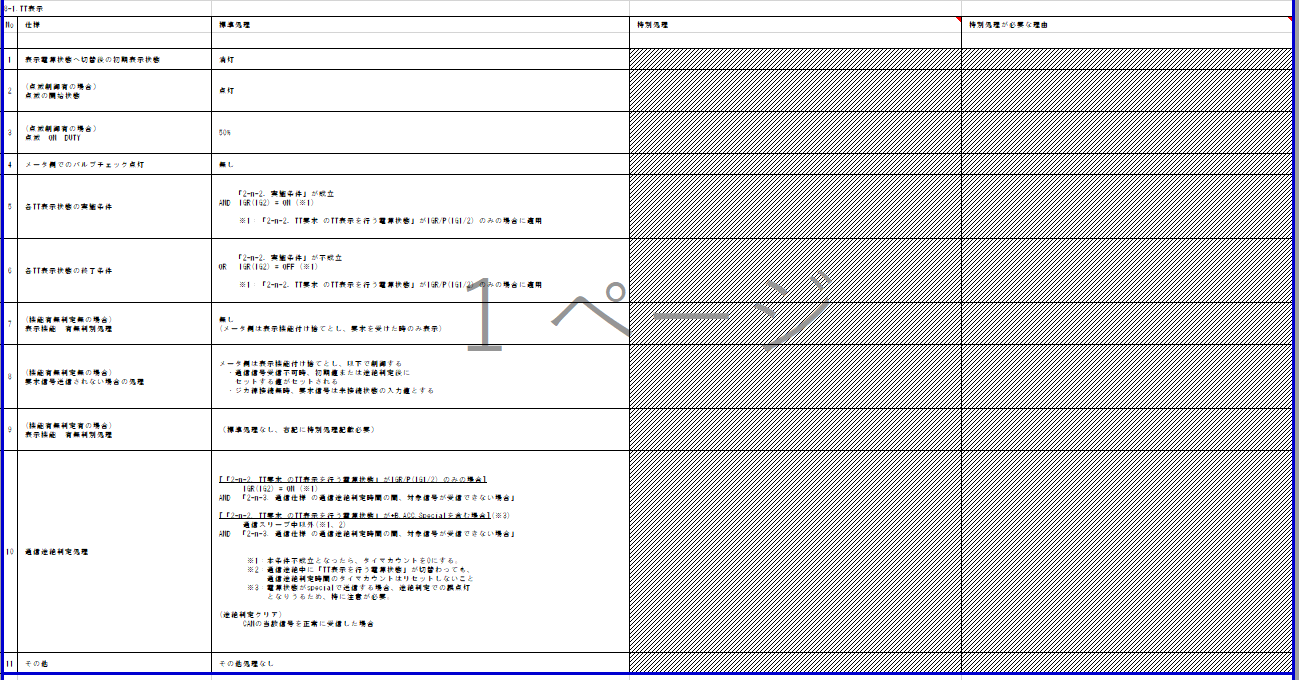 8-1 TT表示
No 仕様 標準処理 特別処理 特別処理が必要な理由
1 表示電源状態へ切替後の初期表示状態 消灯
2 (点滅制御有の場合)
点滅の開始状態 点灯
3 (点滅制御有の場合)
点滅 ON DUTY 50%
4 メータ側でのバルブチェック点灯 無し
5 各TT表示状態の実施条件
『2-n-2. 実施条件』が成立
AND IGR(IG2) = ON (※1)
※1:『2-n-2. TT要求 のTT表示を行う電源状態』がIGR/P(IG1/2) のみの場合に適用
6 各TT表示状態の終了条件
『2-n-2. 実施条件』が不成立
OR IGR(IG2) = OFF (※1)
※1:『2-n-2. TT要求 のTT表示を行う電源状態』がIGR/P(IG1/2) のみの場合に適用
7 (機能有無判定無の場合)
表示機能 有無判別処理
無し
(メータ側は表示機能付け捨てとし、要求を受けた時のみ表示)
8 (機能有無判定無の場合)
要求信号送信されない場合の処理
メータ側は表示機能付け捨てとし、以下で制御する
・通信信号受信不可時、初期値または途絶判定後に
セットする値がセットされる
・ジカ線接続無時、要求信号は未接続状態の入力値とする
9 (機能有無判定有の場合)
表示機能 有無判別処理
(標準処理なし、右記に特別処理記載必要)
10 通信途絶判定処理
[『2-n-2. TT要求 のTT表示を行う電源状態』がIGR/P(IG1/2) のみの場合]
IGR(IG2) = ON (※1)
AND 『2-n-3. 通信仕様 の通信途絶判定時間の間、対象信号が受信できない場合』
[『2-n-2. TT要求 のTT表示を行う電源状態』が+B,ACC,Specialを含む場合](※3)
通信スリープ中以外(※1、2)
AND 『2-n-3. 通信仕様 の通信途絶判定時間の間、対象信号が受信できない場合』
※1:本条件不成立となったら、タイマカウントを0にする。
※2:通信途絶中に『TT表示を行う電源状態』が切替わっても、
通信途絶判定時間のタイマカウントはリセットしないこと
※3:電源状態がspecialで送信する場合、途絶判定での誤点灯
となりうるため、特に注意が必要。
(途絶判定クリア)
CANの当該信号を正常に受信した場合
11 その他 その他処理なし
1 ページ